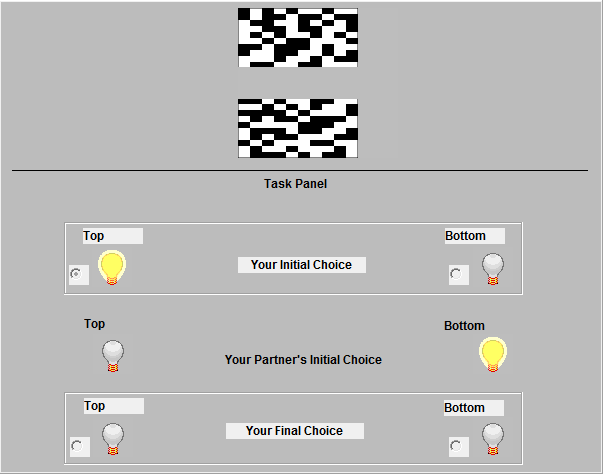 Task Panel
Top Bottom
Your Initial Choice
Top Bottom
Your Partner's Initial Choice
Top Bottom
Your Final Choice